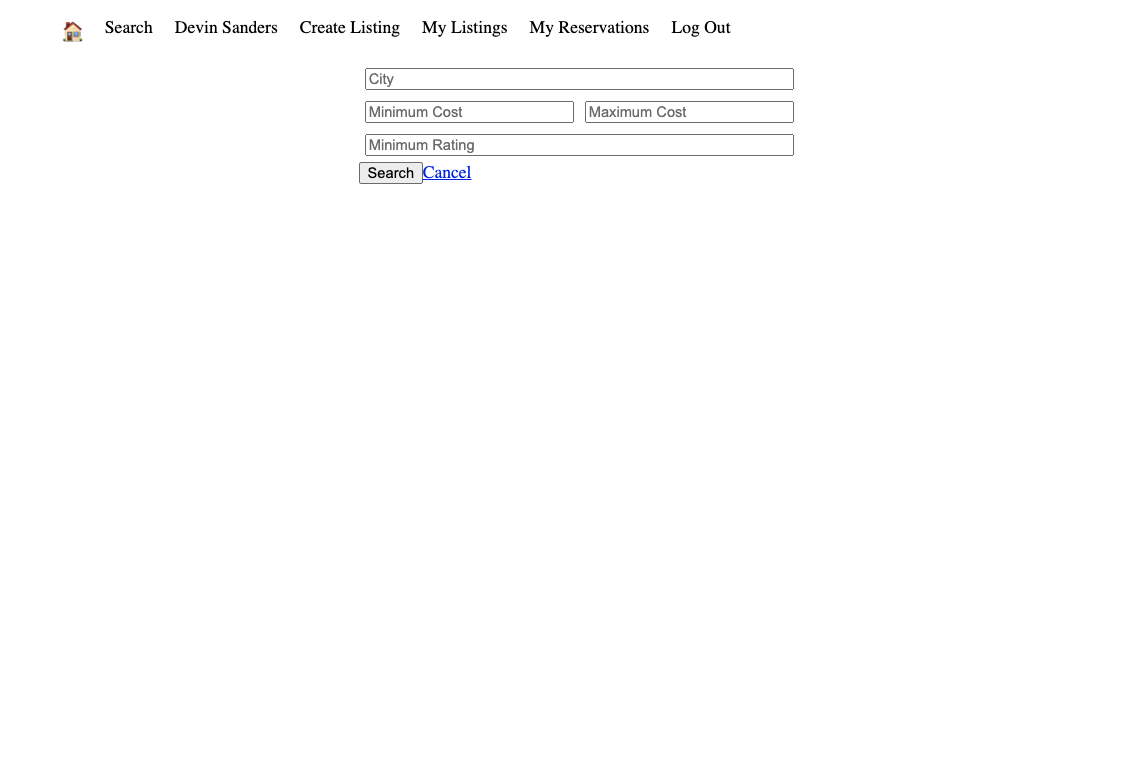 Search Devin Sanders Create Listing My Listings My Reservations Log Out
City
Minimum Cost Maximum Cost
Minimum Rating
Search Cancel